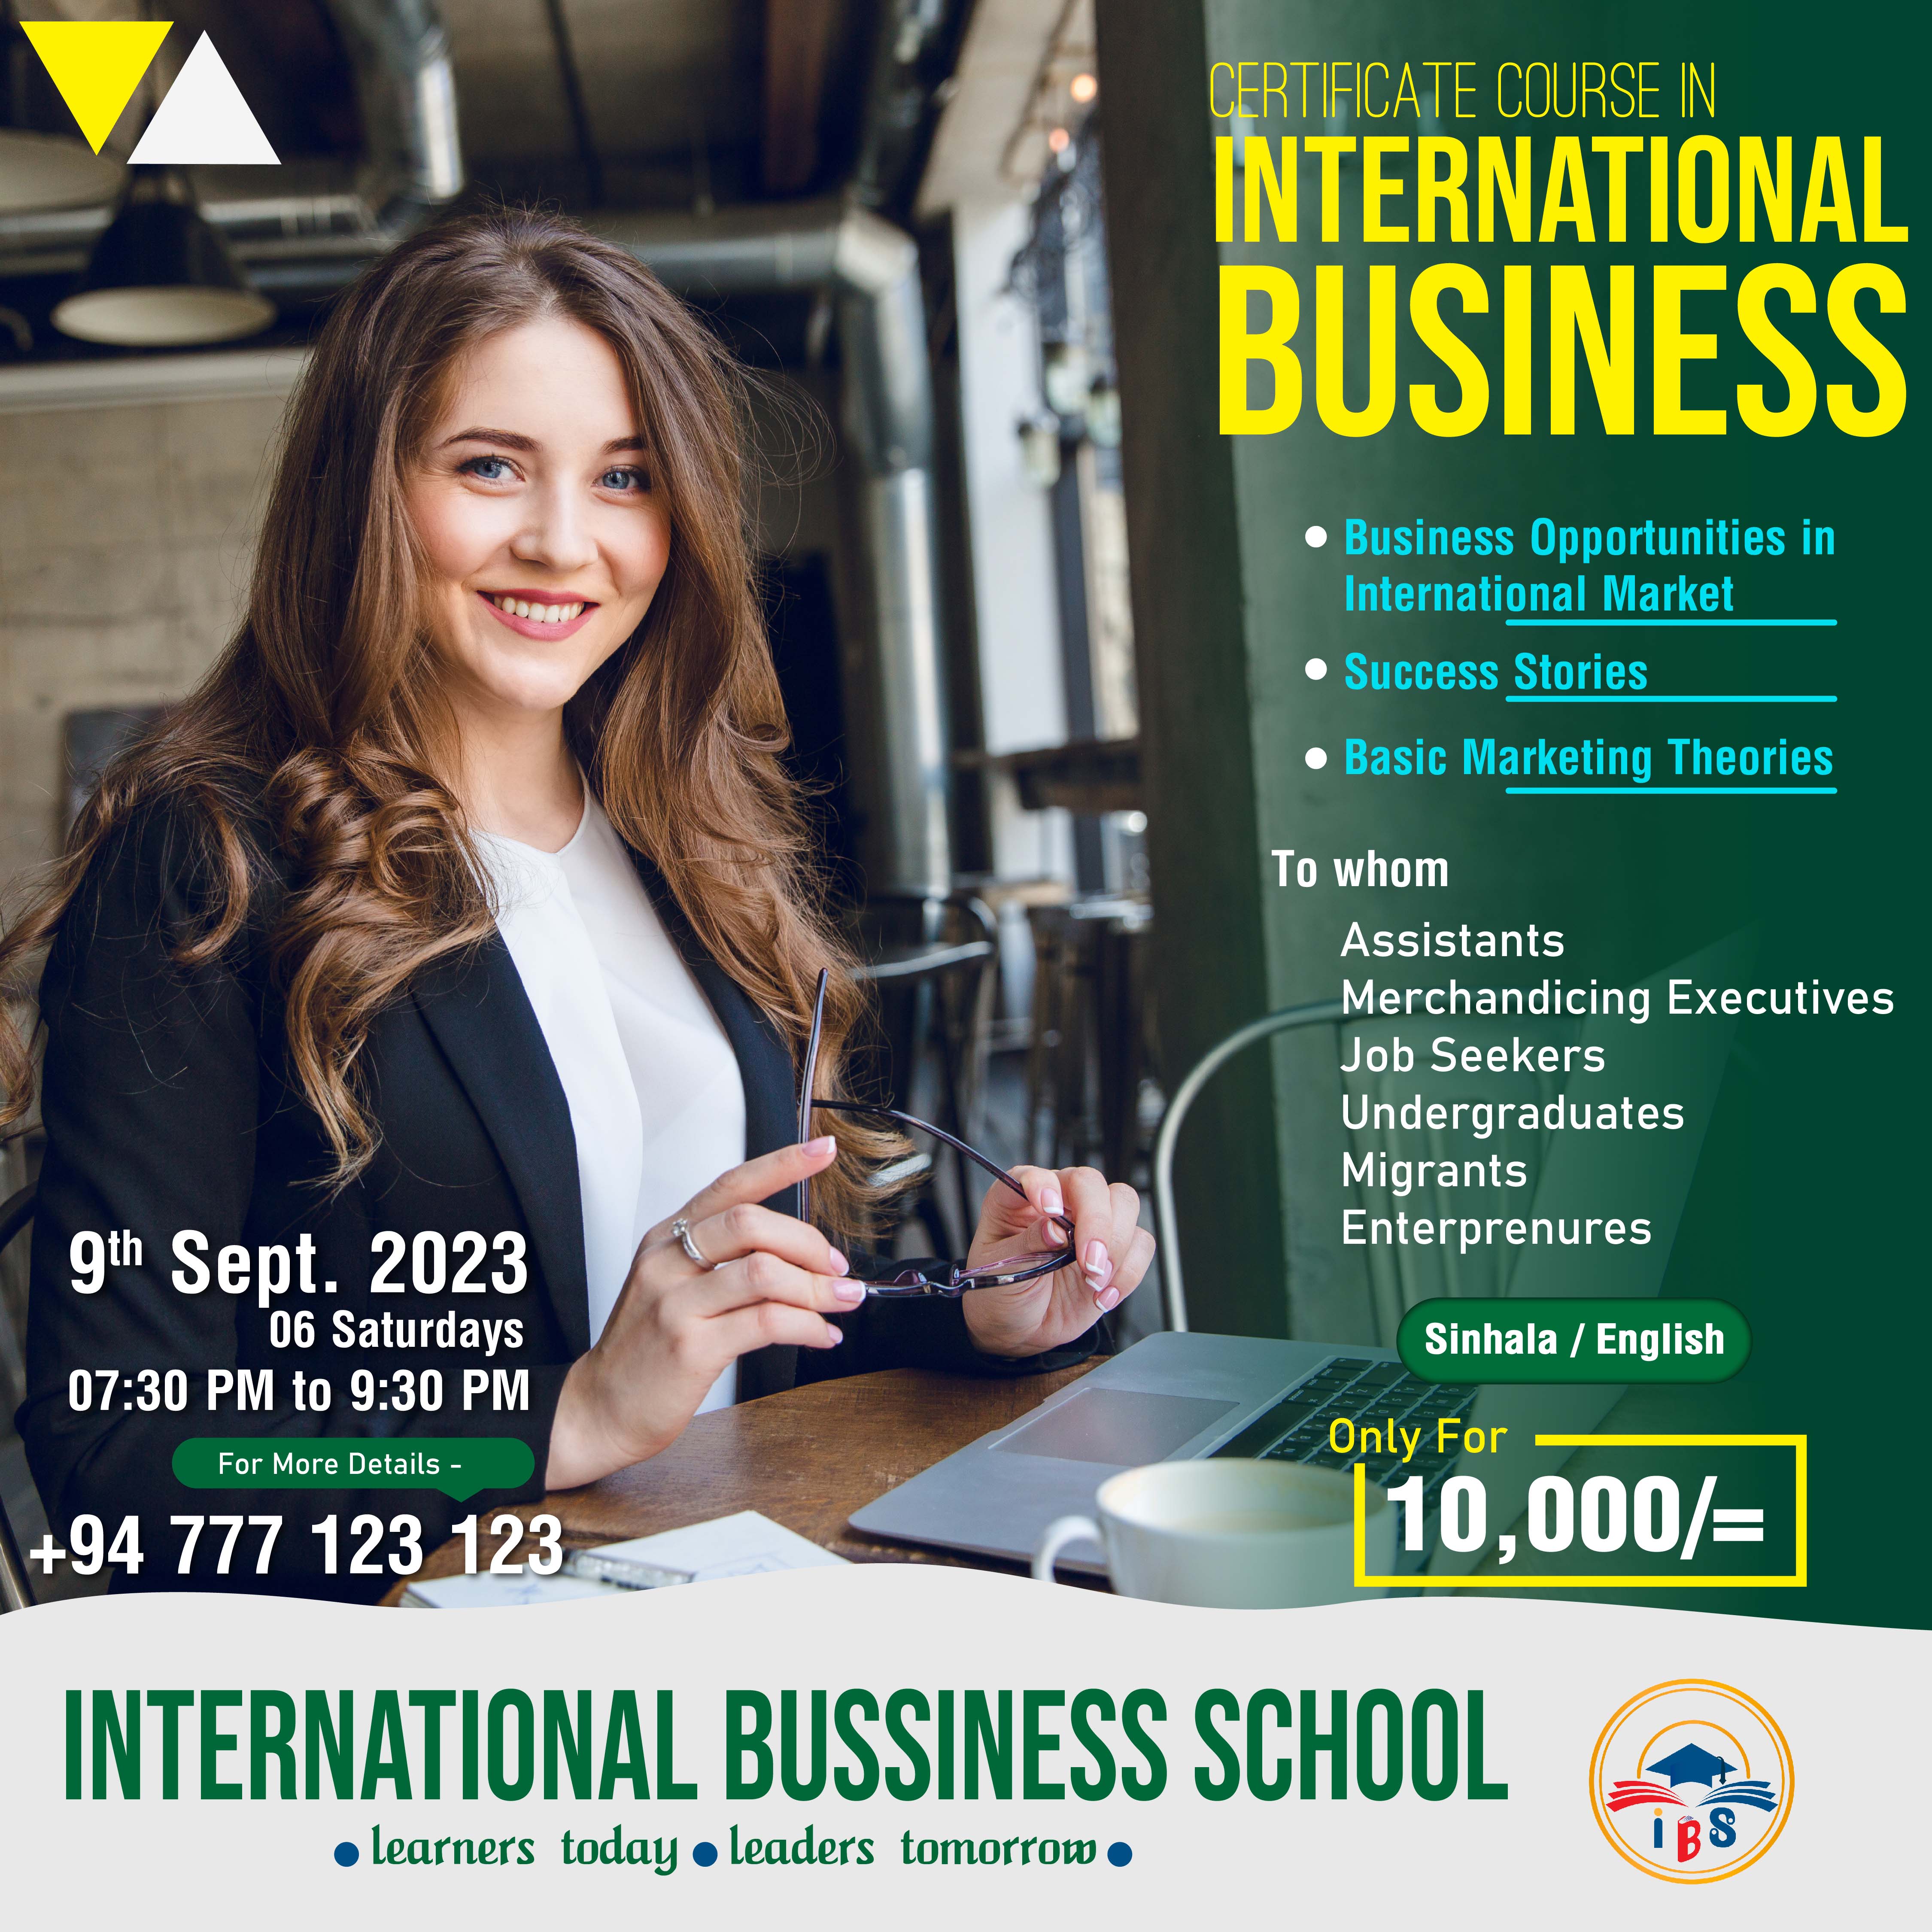 CERTIFICATE COURSE IN
INTERNATIONAL
BUSINESS
• Business Opportunities in
International Market
• Success Stories
• Basic Marketing Theories
To whom
Assistants
Merchandicing Executives
Job Seekers
Undergraduates
Migrants
Enterprenures
Sinhala / English
Only For
10,000/=
9th Sept. 2023
06 Saturdays
07:30 PM to 9:30 PM
For More Details -
+94 777 123 123
INTERNATIONAL BUSSINESS SCHOOL
• learners today • leaders tomorrow •
iBS